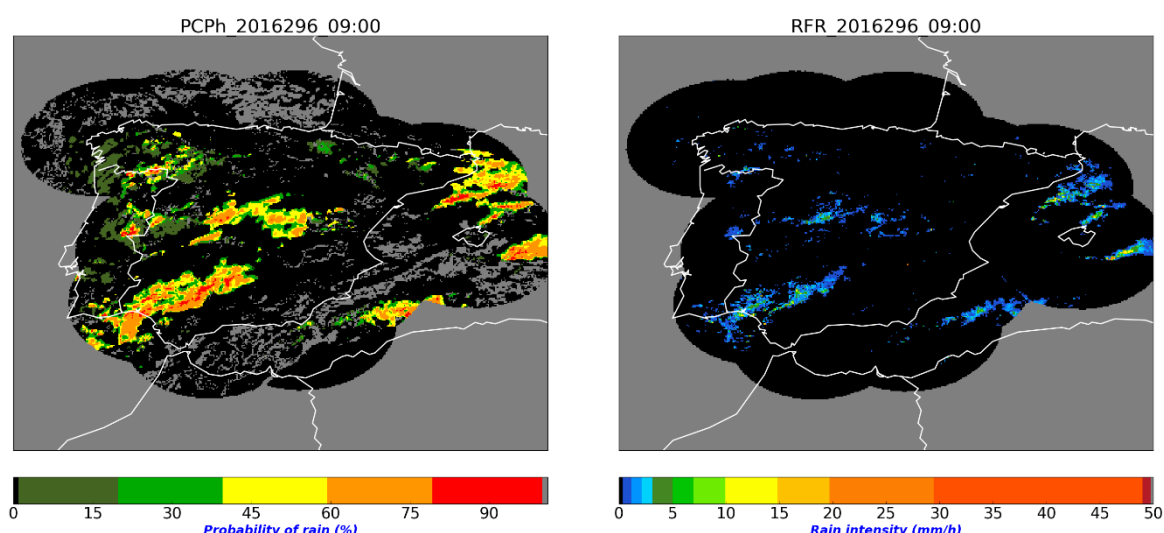 PCPh_2016296_09:00
RFR_2016296_09:00
0 15 30 45 60 75 90
Probability of rain (%)
0 5 10 15 20 25 30 35 40 45 50
Rain intensity (mm/h)